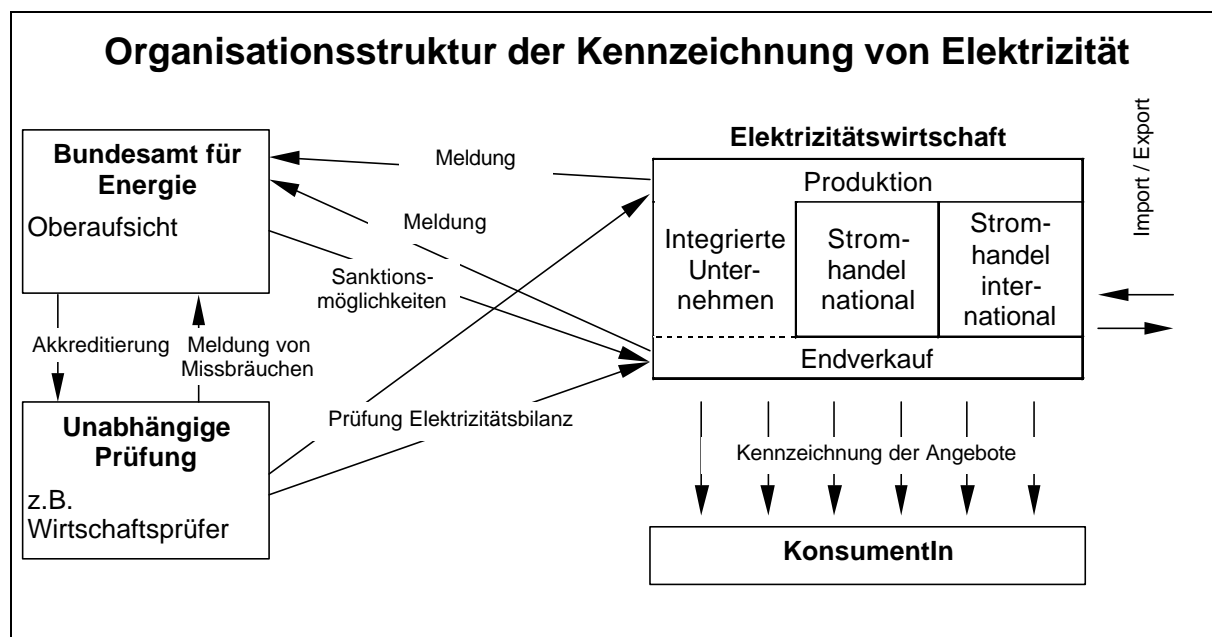 Organisationsstruktur der Kennzeichnung von Elektrizität
Bundesamt für
Energie
Oberaufsicht
Meldung
Meldung
Sanktions-
möglichkeiten
Akkreditierung
Meldung von
Missbräuchen
Unabhängige
Prüfung
z.B.
Wirtschaftsprüfer
Prüfung Elektrizitätsbilanz
Elektrizitätswirtschaft
Produktion
Integrierte
Unter-
nehmen
Strom-
handel
national
Strom-
handel
inter-
national
Endverkauf
Import / Export
Kennzeichnung der Angebote
KonsumentIn